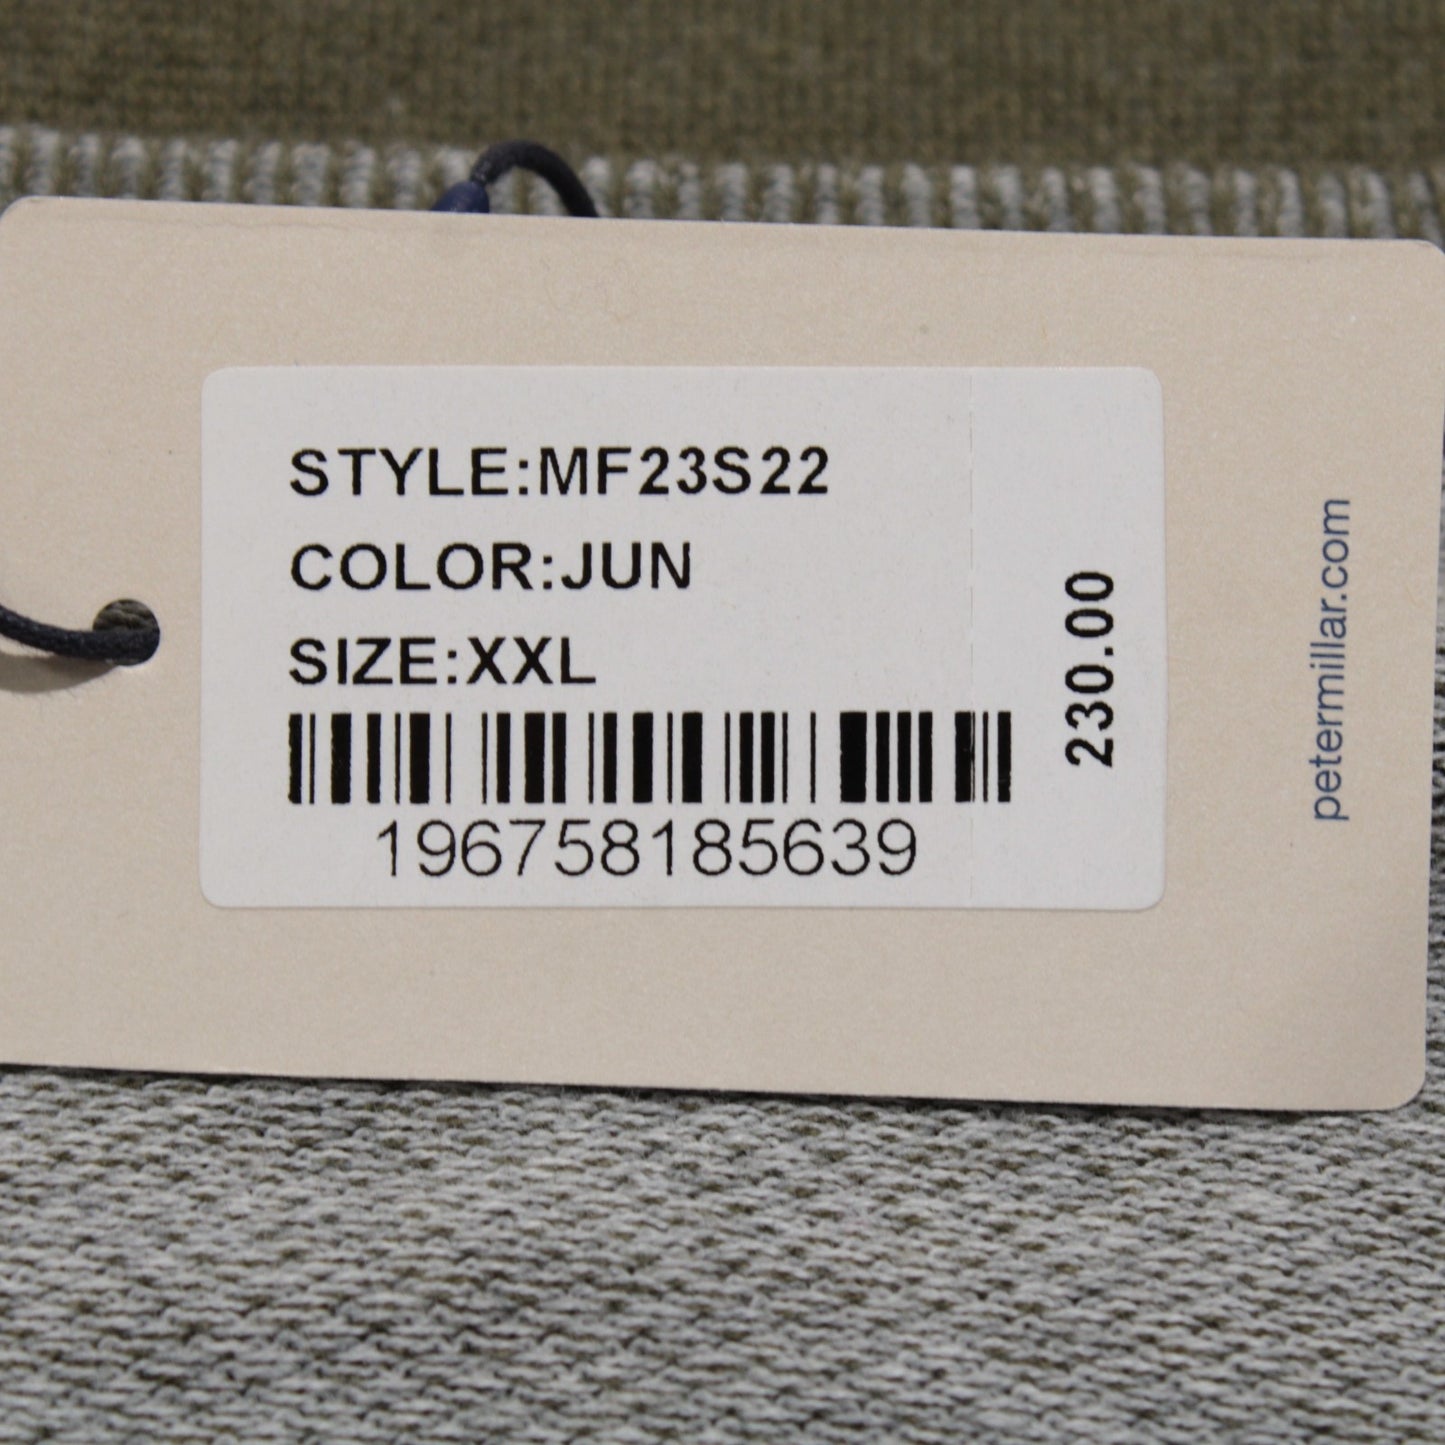 STYLE:MF23S22
COLOR:JUN
SIZE:XXL
196758185639
230.00
petermillar.com